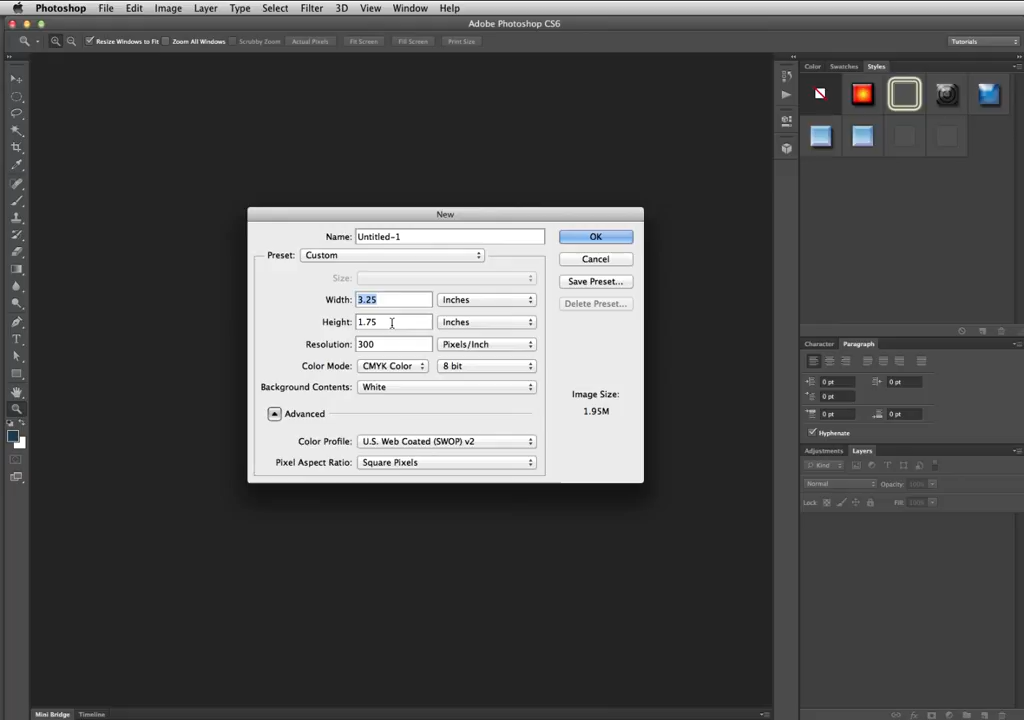 Photoshop File Edit Image Layer Type Select Filter 3D View Window Help
Adobe Photoshop CS6
Resize Windows to Fit Zoom All Windows Scrubby Zoom Actual Pixels Fit Screen Fill Screen Print Size Tutorials
Color Swatches Styles
New
Name: Untitled-1 OK
Preset: Custom Cancel
Size: Save Preset...
Width: 3.25 Inches Delete Preset...
Height: 1.75 Inches
Resolution: 300 Pixels/Inch
Color Mode: CMYK Color 8 bit
Background Contents: White
Image Size:
1.95M
Advanced
Color Profile: U.S. Web Coated (SWOP) v2
Pixel Aspect Ratio: Square Pixels
Character Paragraph
0 pt 0 pt
0 pt
0 pt 0 pt
Hyphenate
Adjustments Layers
Kind
Normal Opacity: 100%
Lock: Fill: 100%
Mini Bridge Timeline